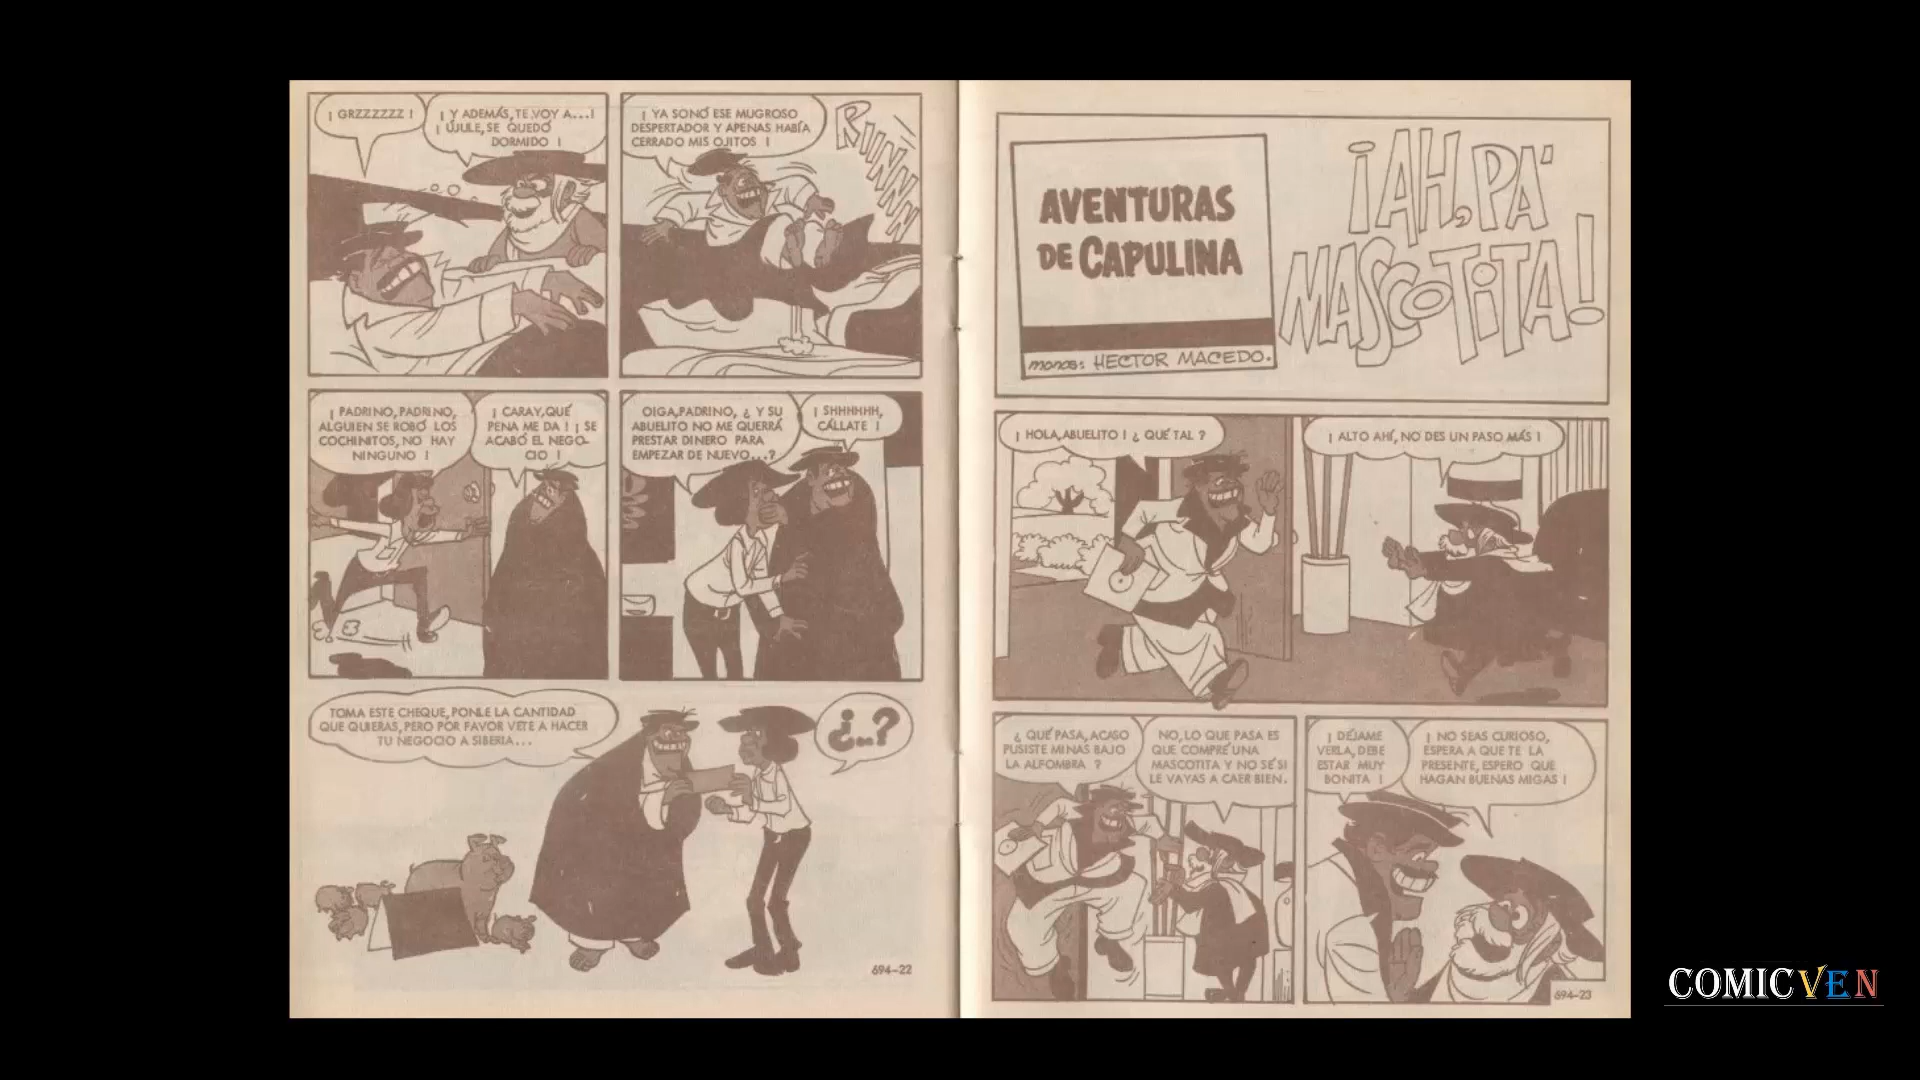 ¡ GRZZZZZZ !
¡ Y ADEMÁS, TE VOY A...!
¡ ÚJULE, SE QUEDÓ
DORMIDO !
¡ YA SONÓ ESE MUGROSO
DESPERTADOR Y APENAS HABÍA
CERRADO MIS OJITOS !
RIINNNN
¡ PADRINO, PADRINO,
ALGUIEN SE ROBÓ LOS
COCHINITOS, NO HAY
NINGUNO !
¡ CARAY, QUÉ
PENA ME DA ! ¡ SE
ACABÓ EL NEGO-
CIO !
OIGA, PADRINO, ¿ Y SU
ABUELITO NO ME QUERRÁ
PRESTAR DINERO PARA
EMPEZAR DE NUEVO...?
¡ SHHHHHH,
CÁLLATE !
TOMA ESTE CHEQUE, PONLE LA CANTIDAD
QUE QUIERAS, PERO POR FAVOR VETE A HACER
TU NEGOCIO A SIBERIA...
¿..?
694-22
AVENTURAS
DE CAPULINA
monos: HECTOR MACEDO.
¡AH, PA'
MASCOTITA!
¡ HOLA, ABUELITO ! ¿ QUÉ TAL ?
¡ ALTO AHÍ, NO DES UN PASO MÁS !
¿ QUÉ PASA, ACASO
PUSISTE MINAS BAJO
LA ALFOMBRA ?
NO, LO QUE PASA ES
QUE COMPRÉ UNA
MASCOTITA Y NO SÉ SI
LE VAYAS A CAER BIEN.
¡ DÉJAME
VERLA, DEBE
ESTAR MUY
BONITA !
¡ NO SEAS CURIOSO,
ESPERA A QUE TE LA
PRESENTE, ESPERO QUE
HAGAN BUENAS MIGAS !
694-23
COMICVEN